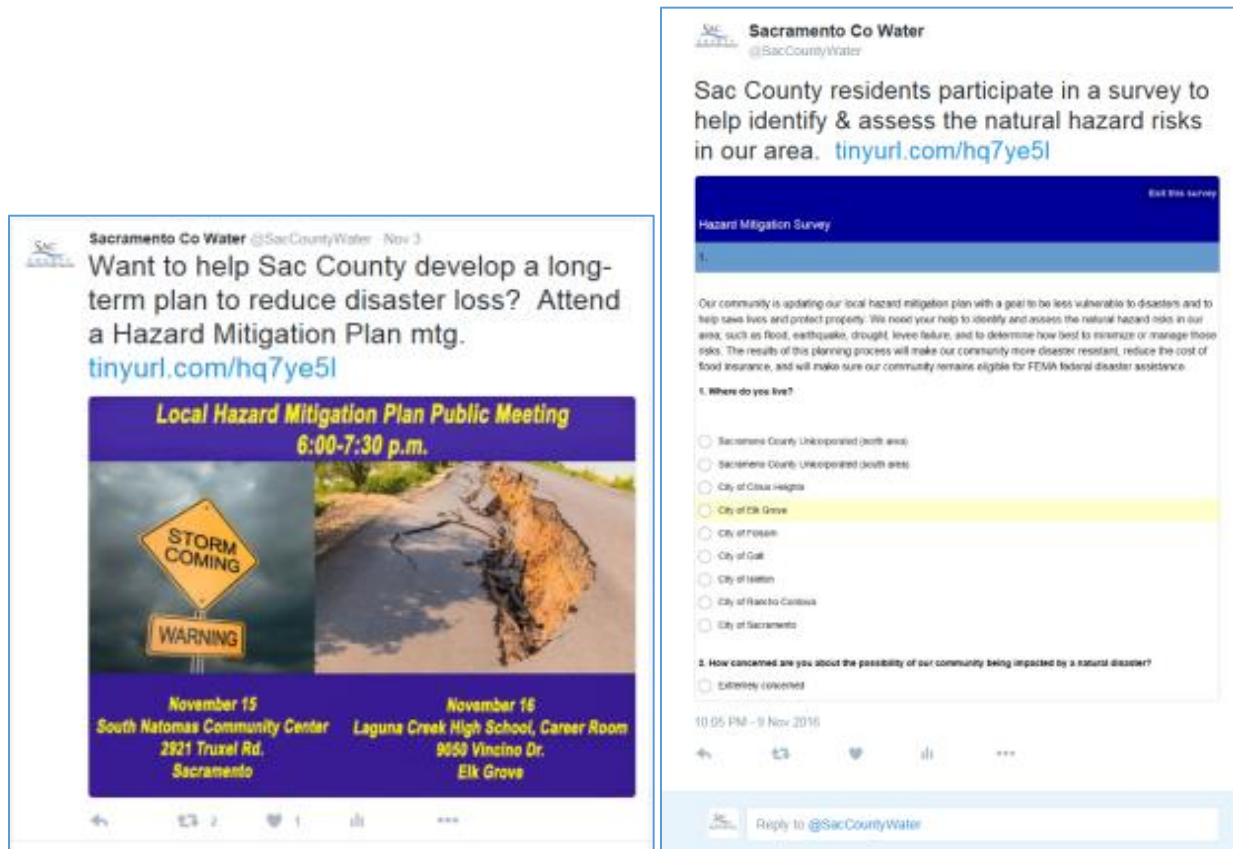 Sacramento Co Water @SacCountyWater · Nov 3
Want to help Sac County develop a long-
term plan to reduce disaster loss? Attend
a Hazard Mitigation Plan mtg.
tinyurl.com/hq7ye5l
Local Hazard Mitigation Plan Public Meeting
6:00-7:30 p.m.
STORM
COMING
WARNING
November 15
South Natomas Community Center
2921 Truxel Rd.
Sacramento
November 16
Laguna Creek High School, Career Room
9050 Vincino Dr.
Elk Grove
2
1
Sacramento Co Water
@SacCountyWater
Sac County residents participate in a survey to
help identify & assess the natural hazard risks
in our area. tinyurl.com/hq7ye5l
Exit this survey
Hazard Mitigation Survey
1.
Our community is updating our local hazard mitigation plan with a goal to be less vulnerable to disasters and to
help save lives and protect property. We need your help to identify and assess the natural hazard risks in our
area, such as flood, earthquake, drought, levee failure, and to determine how best to minimize or manage those
risks. The results of this planning process will make our community more disaster resistant, reduce the cost of
flood insurance, and will make sure our community remains eligible for FEMA federal disaster assistance.
1. Where do you live?
Sacramento County Unincorporated (north area)
Sacramento County Unincorporated (south area)
City of Citrus Heights
City of Elk Grove
City of Folsom
City of Galt
City of Isleton
City of Rancho Cordova
City of Sacramento
2. How concerned are you about the possibility of our community being impacted by a natural disaster?
Extremely concerned
10:05 PM - 9 Nov 2016
Reply to @SacCountyWater